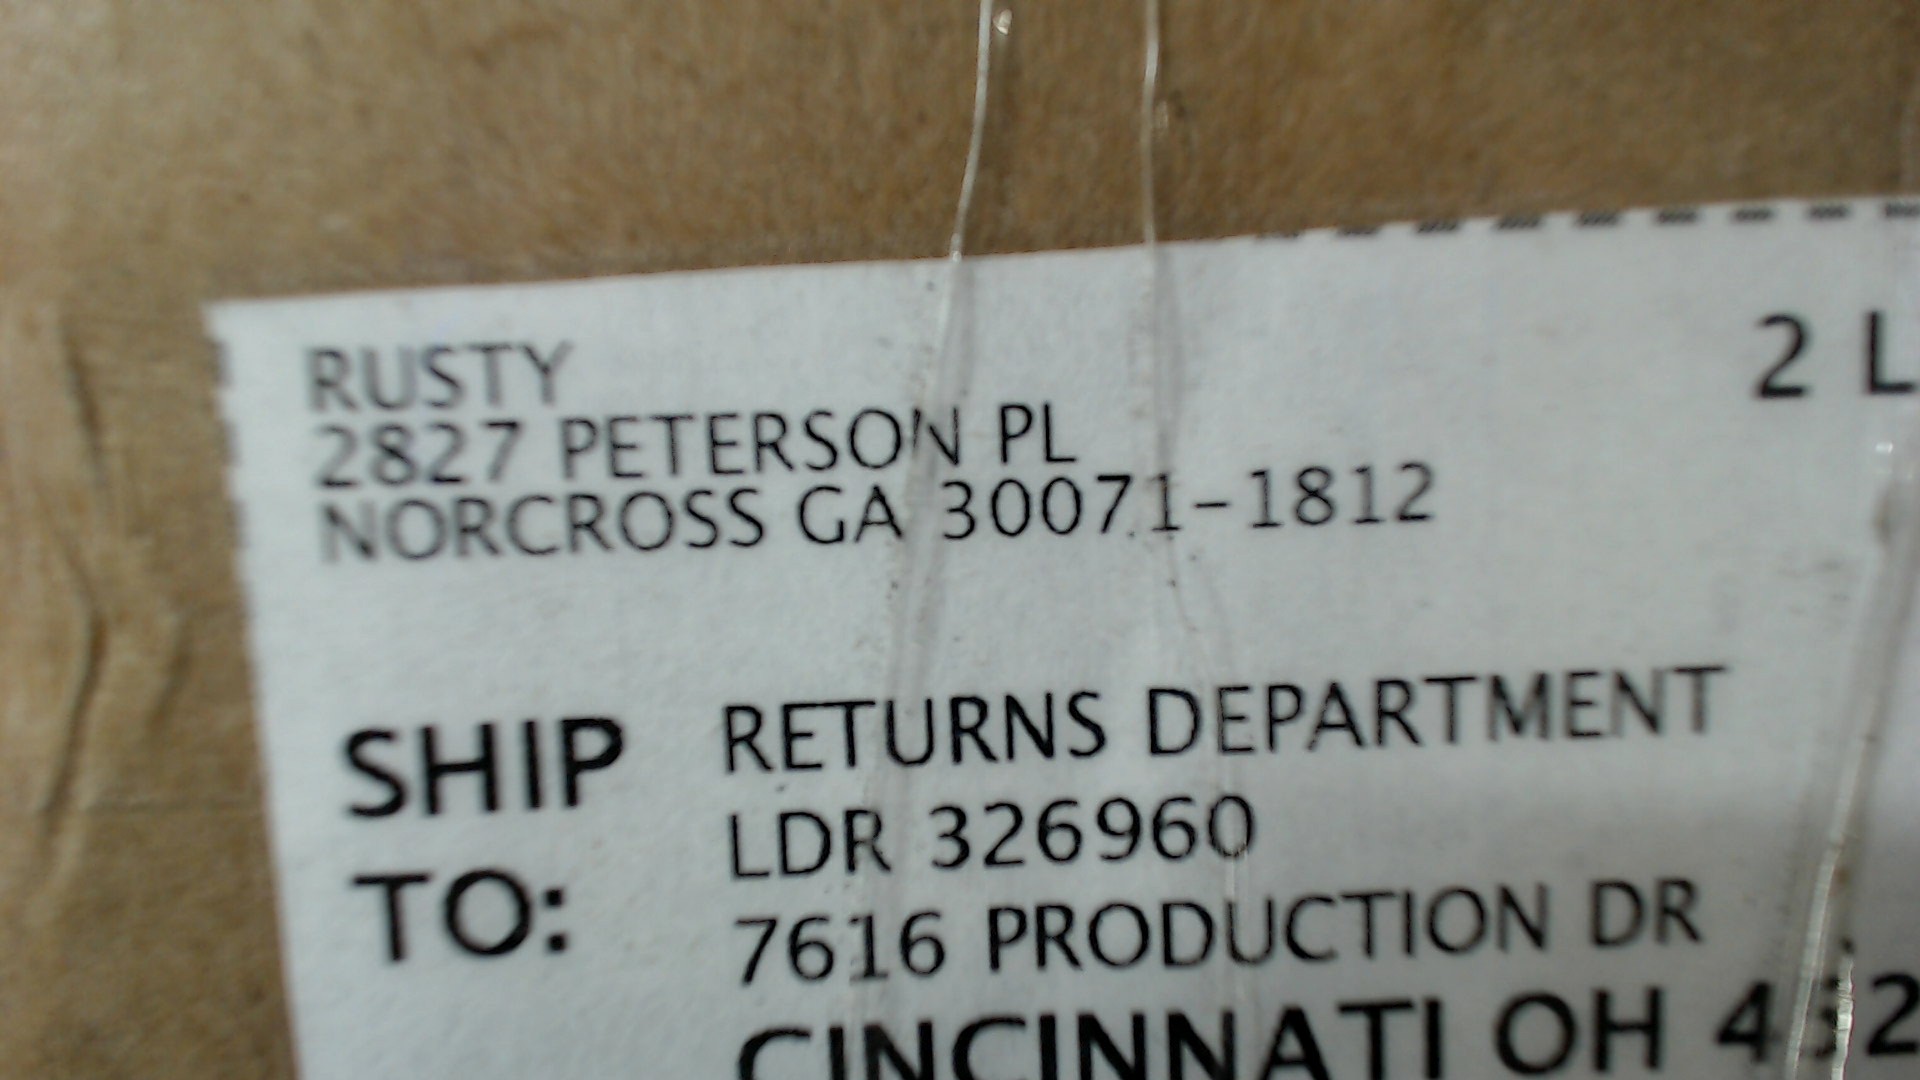 RUSTY
2827 PETERSON PL
NORCROSS GA 30071-1812
2 L
SHIP TO:
RETURNS DEPARTMENT
LDR 326960
7616 PRODUCTION DR
CINCINNATI OH